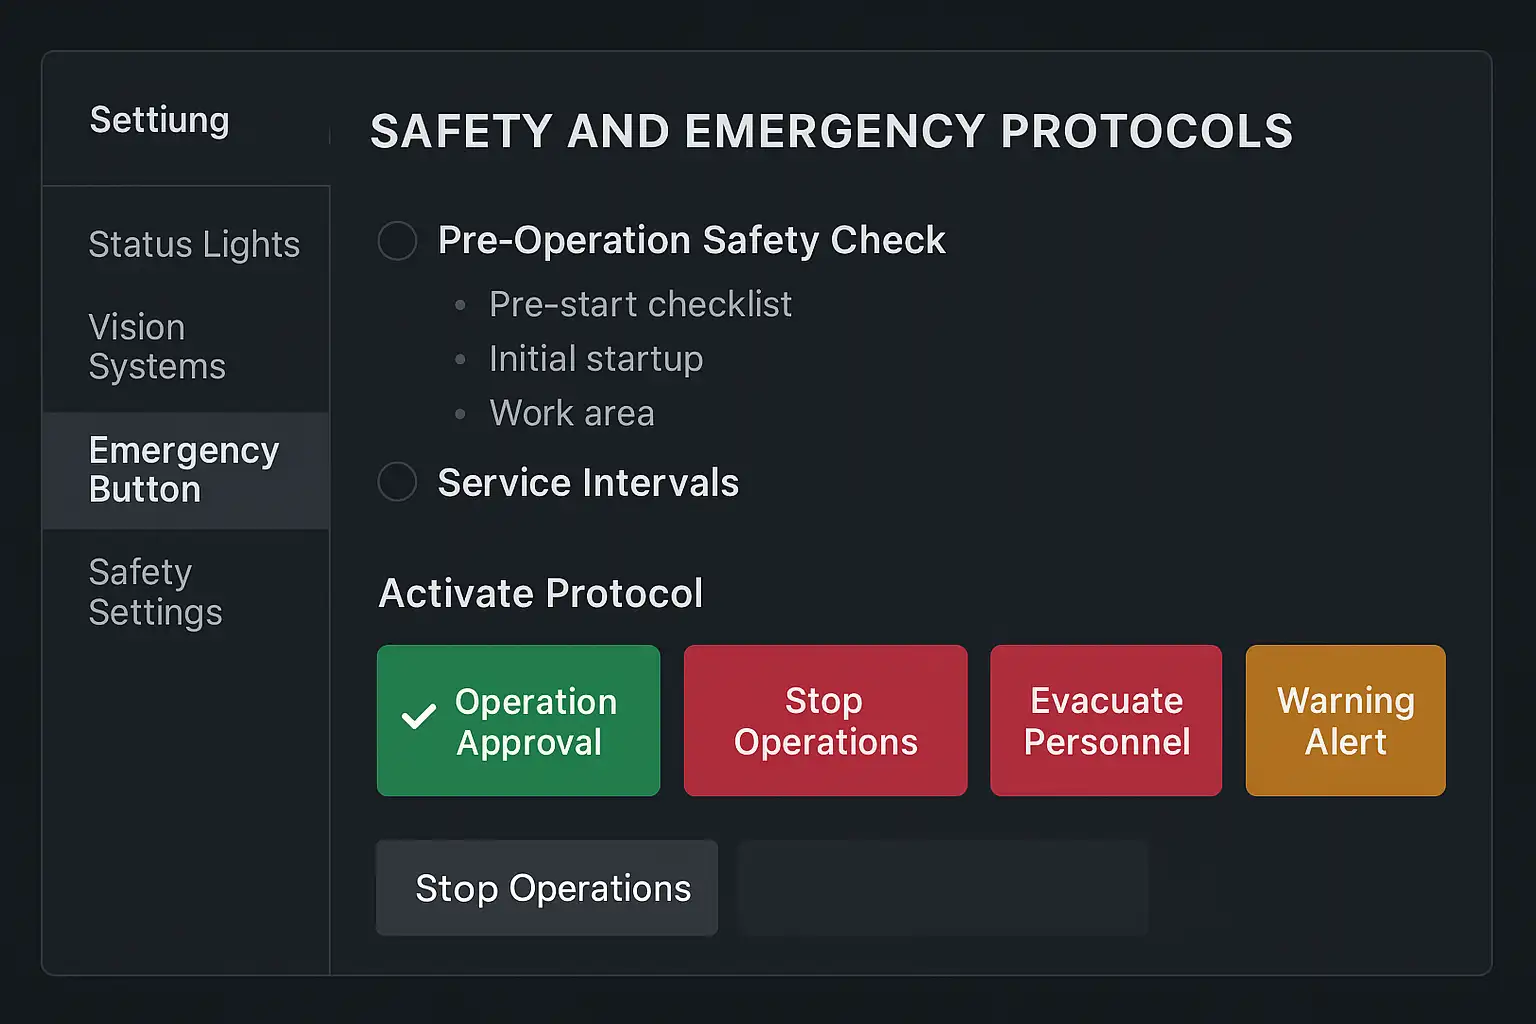 Settiung
Status Lights
Vision
Systems
Emergency
Button
Safety
Settings
SAFETY AND EMERGENCY PROTOCOLS
Pre-Operation Safety Check
• Pre-start checklist
• Initial startup
• Work area
Service Intervals
Activate Protocol
Operation
Approval
Stop
Operations
Evacuate
Personnel
Warning
Alert
Stop Operations